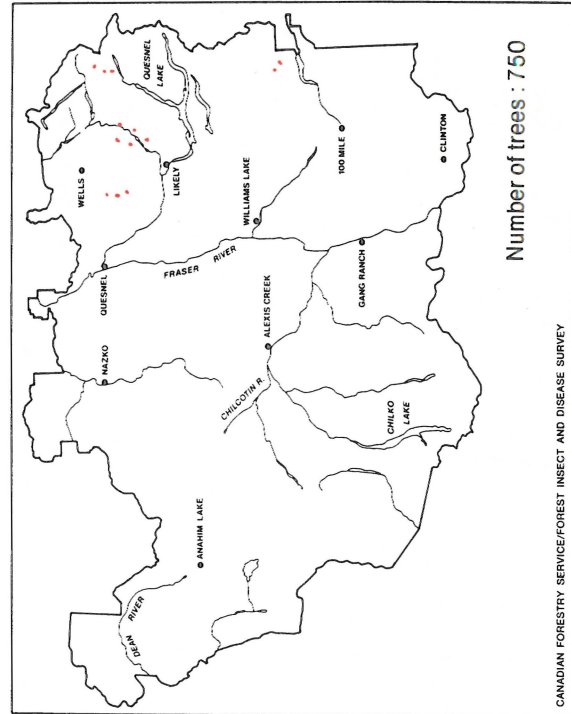 WELLS
QUESNEL
LAKE
LIKELY
QUESNEL
NAZKO
FRASER RIVER
WILLIAMS LAKE
100 MILE
CLINTON
ALEXIS CREEK
GANG RANCH
CHILCOTIN R.
CHILKO
LAKE
ANAHIM LAKE
DEAN RIVER
Number of trees : 750
CANADIAN FORESTRY SERVICE/FOREST INSECT AND DISEASE SURVEY